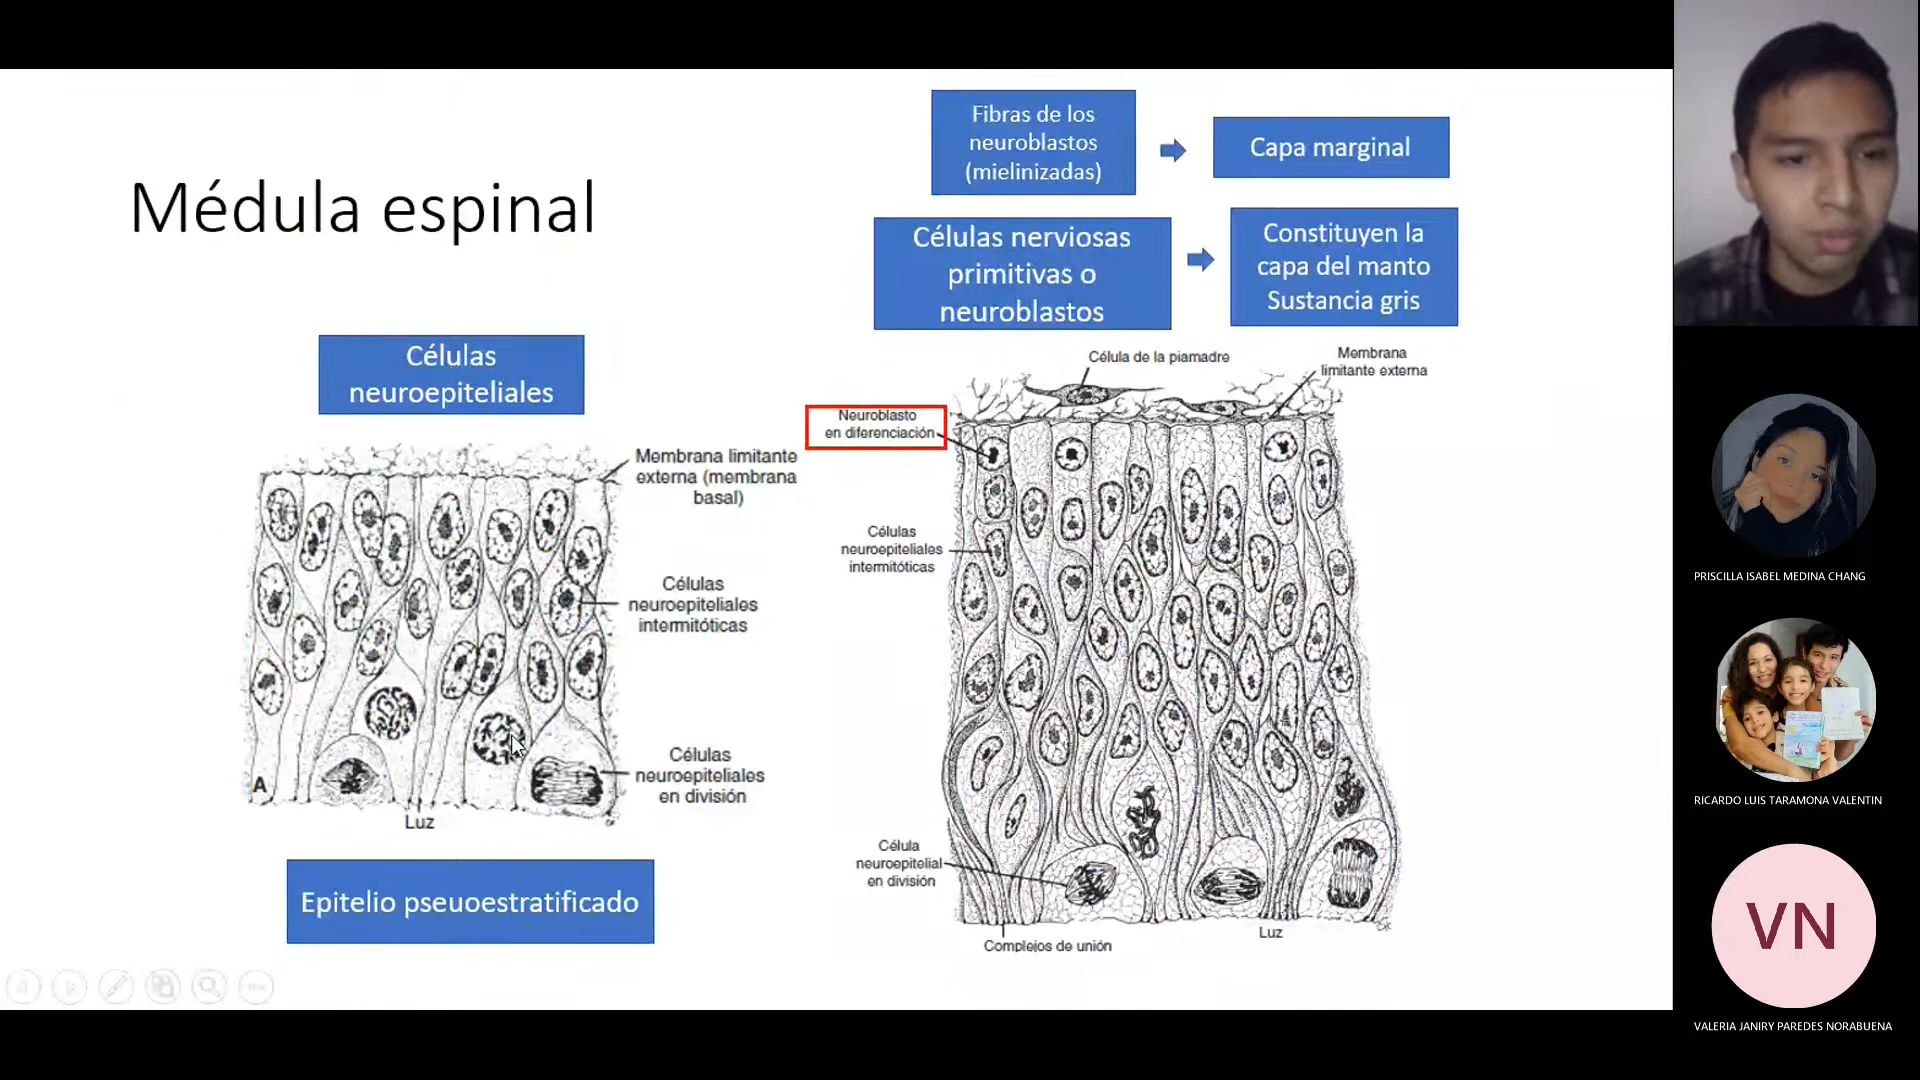 Médula espinal
Fibras de los
neuroblastos
(mielinizadas)
Capa marginal
Células nerviosas
primitivas o
neuroblastos
Constituyen la
capa del manto
Sustancia gris
Células
neuroepiteliales
Membrana limitante
externa (membrana
basal)
Células
neuroepiteliales
intermitóticas
Células
neuroepiteliales
en división
A
Luz
Epitelio pseuoestratificado
Célula de la piamadre
Membrana
limitante externa
Neuroblasto
en diferenciación
Células
neuroepiteliales
intermitóticas
Célula
neuroepitelial
en división
Complejos de unión
Luz
PRISCILLA ISABEL MEDINA CHANG
RICARDO LUIS TARAMONA VALENTIN
VN
VALERIA JANIRY PAREDES NORABUENA